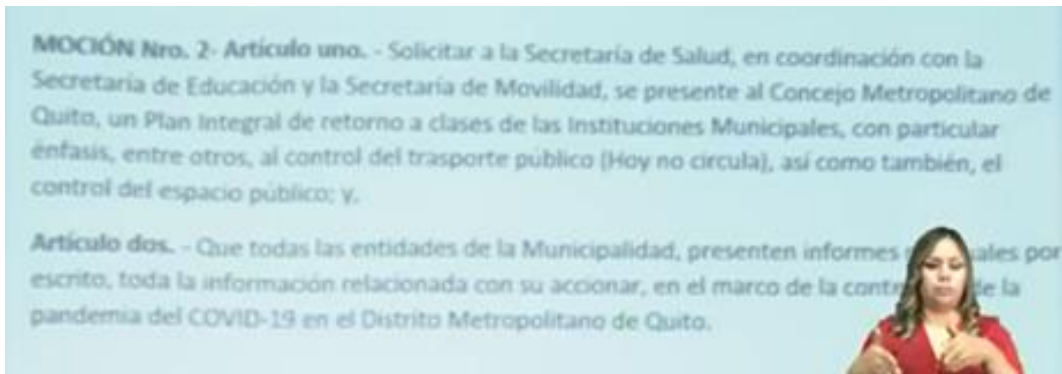 MOCIÓN Nro. 2- Artículo uno. - Solicitar a la Secretaría de Salud, en coordinación con la
Secretaría de Educación y la Secretaría de Movilidad, se presente al Concejo Metropolitano de
Quito, un Plan Integral de retorno a clases de las Instituciones Municipales, con particular
énfasis, entre otros, al control del trasporte público (Hoy no circula), así como también, el
control del espacio público; y,
Artículo dos. - Que todas las entidades de la Municipalidad, presenten informes por
escrito, toda la información relacionada con su accionar, en el marco de la de la
pandemia del COVID-19 en el Distrito Metropolitano de Quito.